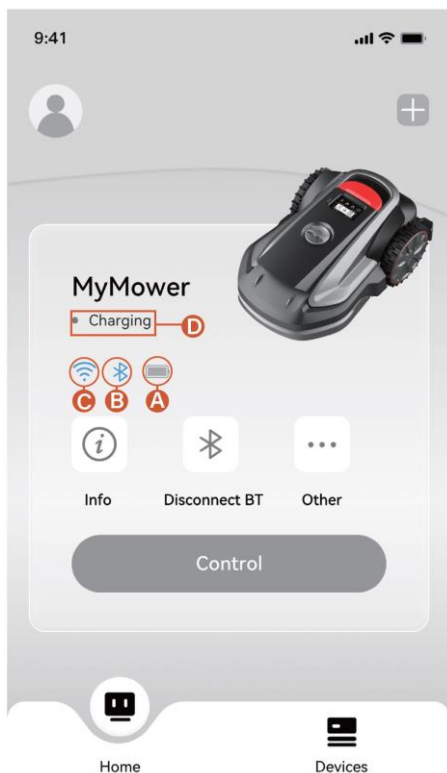 9:41
MyMower
Charging
D
C B A
Info Disconnect BT Other
Control
Home Devices